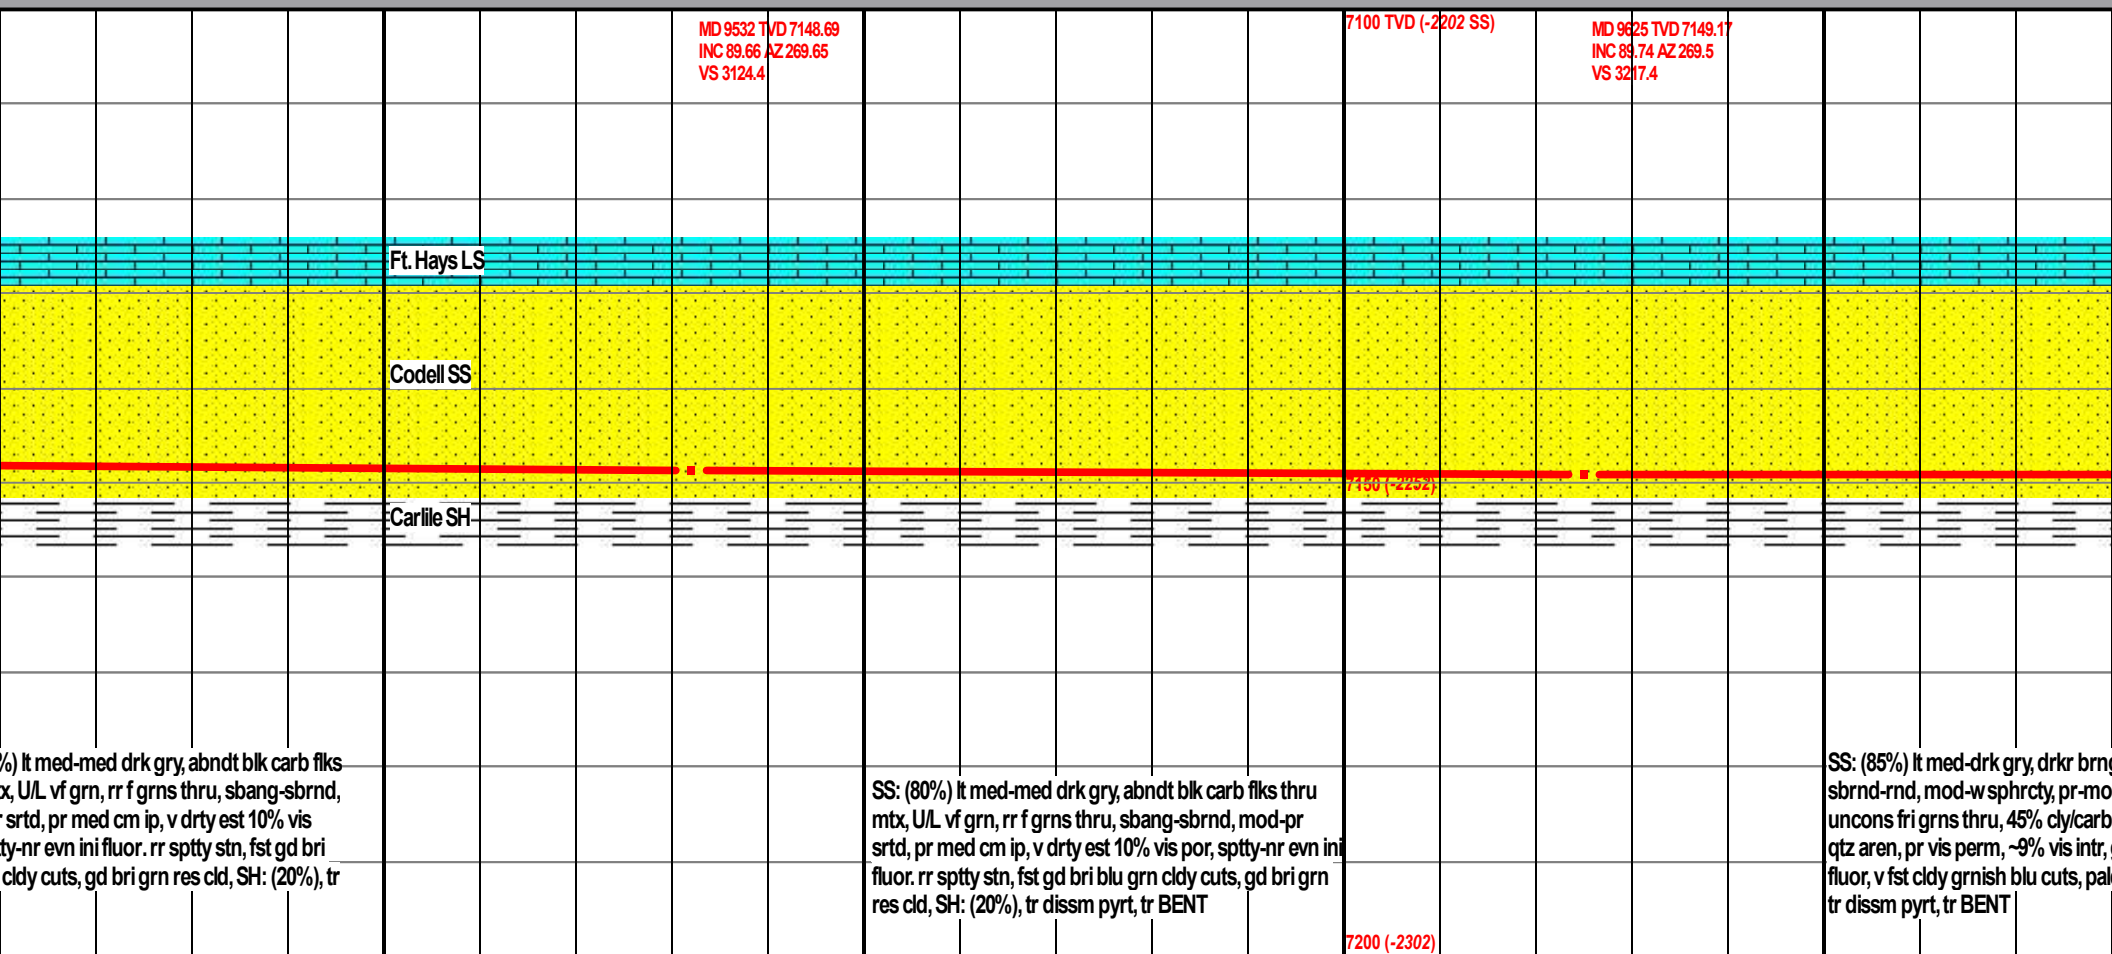 MD 9532 TVD 7148.69
INC 89.66 AZ 269.65
VS 3124.4
7100 TVD (-2202 SS)
MD 9625 TVD 7149.17
INC 89.74 AZ 269.5
VS 3217.4
Ft. Hays LS
Codell SS
7150 (-2252)
Carlile SH
%) lt med-med drk gry, abndt blk carb flks
x, U/L vf grn, rr f grns thru, sbang-sbrnd,
srtd, pr med cm ip, v drty est 10% vis
ty-nr evn ini fluor. rr sptty stn, fst gd bri
cldy cuts, gd bri grn res cld, SH: (20%), tr
SS: (80%) lt med-med drk gry, abndt blk carb flks thru
mtx, U/L vf grn, rr f grns thru, sbang-sbrnd, mod-pr
srtd, pr med cm ip, v drty est 10% vis por, sptty-nr evn ini
fluor. rr sptty stn, fst gd bri blu grn cldy cuts, gd bri grn
res cld, SH: (20%), tr dissm pyrt, tr BENT
SS: (85%) lt med-drk gry, drkr brng
sbrnd-rnd, mod-w sphrcty, pr-mo
uncons fri grns thru, 45% cly/carb
qtz aren, pr vis perm, ~9% vis intr,
fluor, v fst cldy grnish blu cuts, pal
tr dissm pyrt, tr BENT
7200 (-2302)